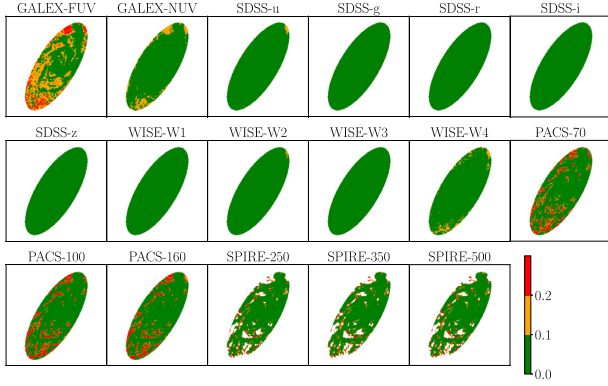 GALEX-FUV GALEX-NUV SDSS-u SDSS-g SDSS-r SDSS-i
SDSS-z WISE-W1 WISE-W2 WISE-W3 WISE-W4 PACS-70
PACS-100 PACS-160 SPIRE-250 SPIRE-350 SPIRE-500
0.2
0.1
0.0